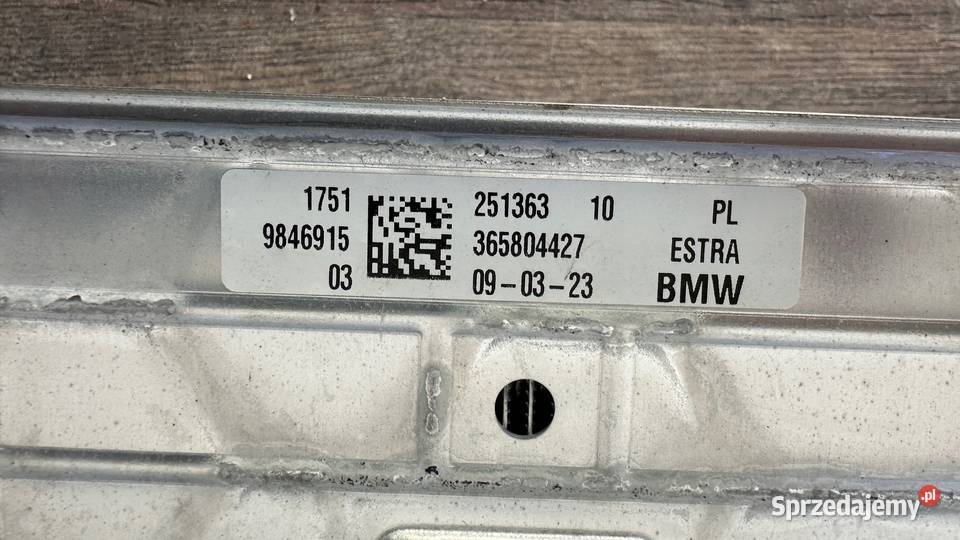 1751
9846915
03
251363 10 PL
365804427 ESTRA
09-03-23 BMW
Sprzedajemy.pl